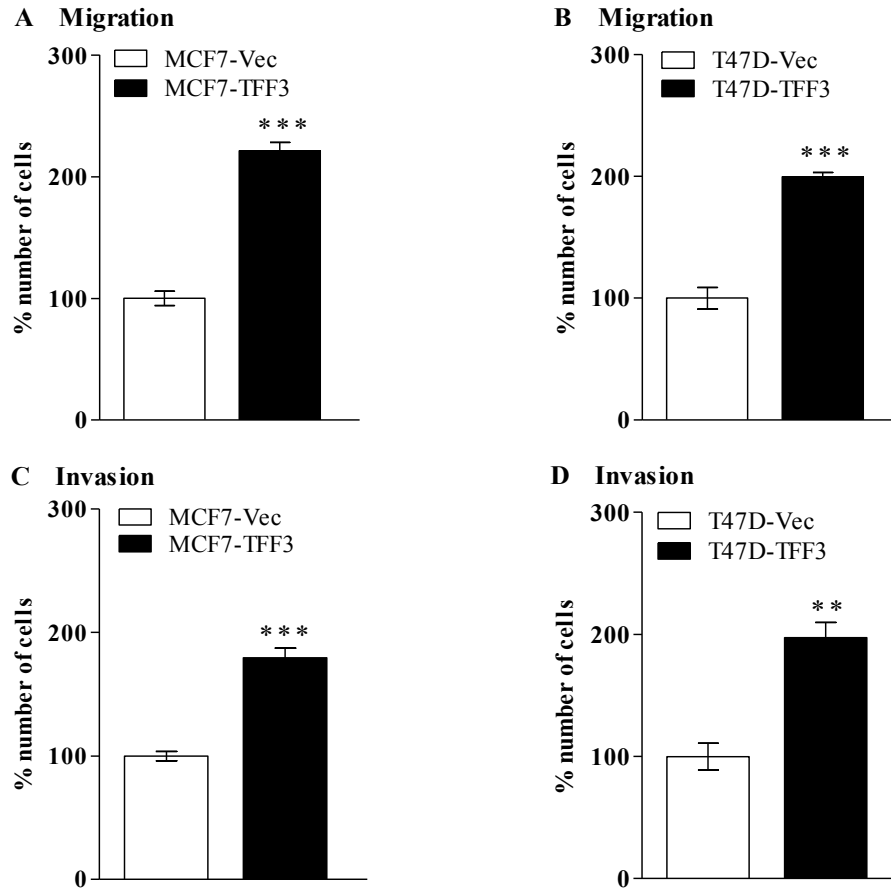 A Migration
300
MCF7-Vec
MCF7-TFF3
***
200
100
0
% number of cells
B Migration
300
T47D-Vec
T47D-TFF3
***
200
100
0
% number of cells
C Invasion
300
MCF7-Vec
MCF7-TFF3
***
200
100
0
% number of cells
D Invasion
300
T47D-Vec
T47D-TFF3
**
200
100
0
% number of cells